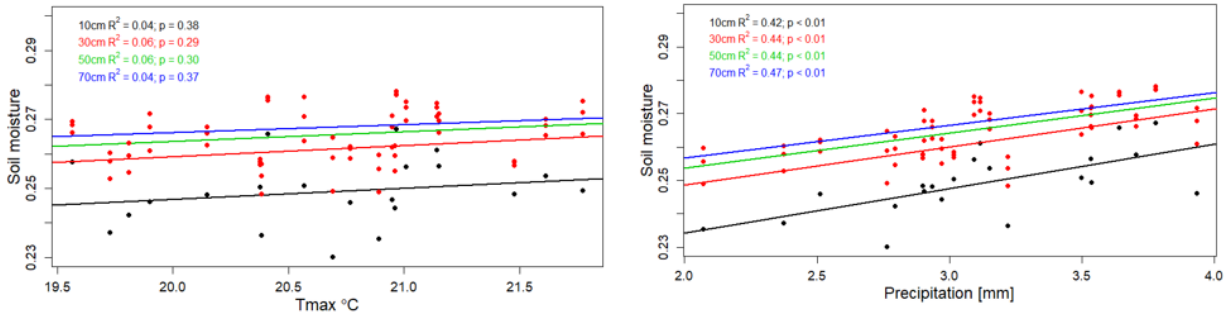 10cm R² = 0.04; p = 0.38
30cm R² = 0.06; p = 0.29
50cm R² = 0.06; p = 0.30
70cm R² = 0.04; p = 0.37
Soil moisture
0.23 0.25 0.27 0.29
19.5 20.0 20.5 21.0 21.5
Tmax °C
10cm R² = 0.42; p < 0.01
30cm R² = 0.44; p < 0.01
50cm R² = 0.44; p < 0.01
70cm R² = 0.47; p < 0.01
Soil moisture
0.23 0.25 0.27 0.29
2.0 2.5 3.0 3.5 4.0
Precipitation [mm]